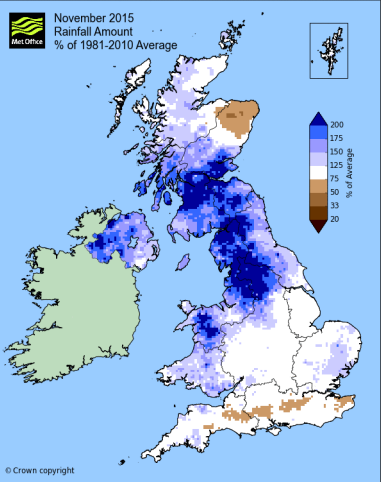 Met Office
November 2015
Rainfall Amount
% of 1981-2010 Average
200
175
150
125
75
50
33
20
% of Average
© Crown copyright